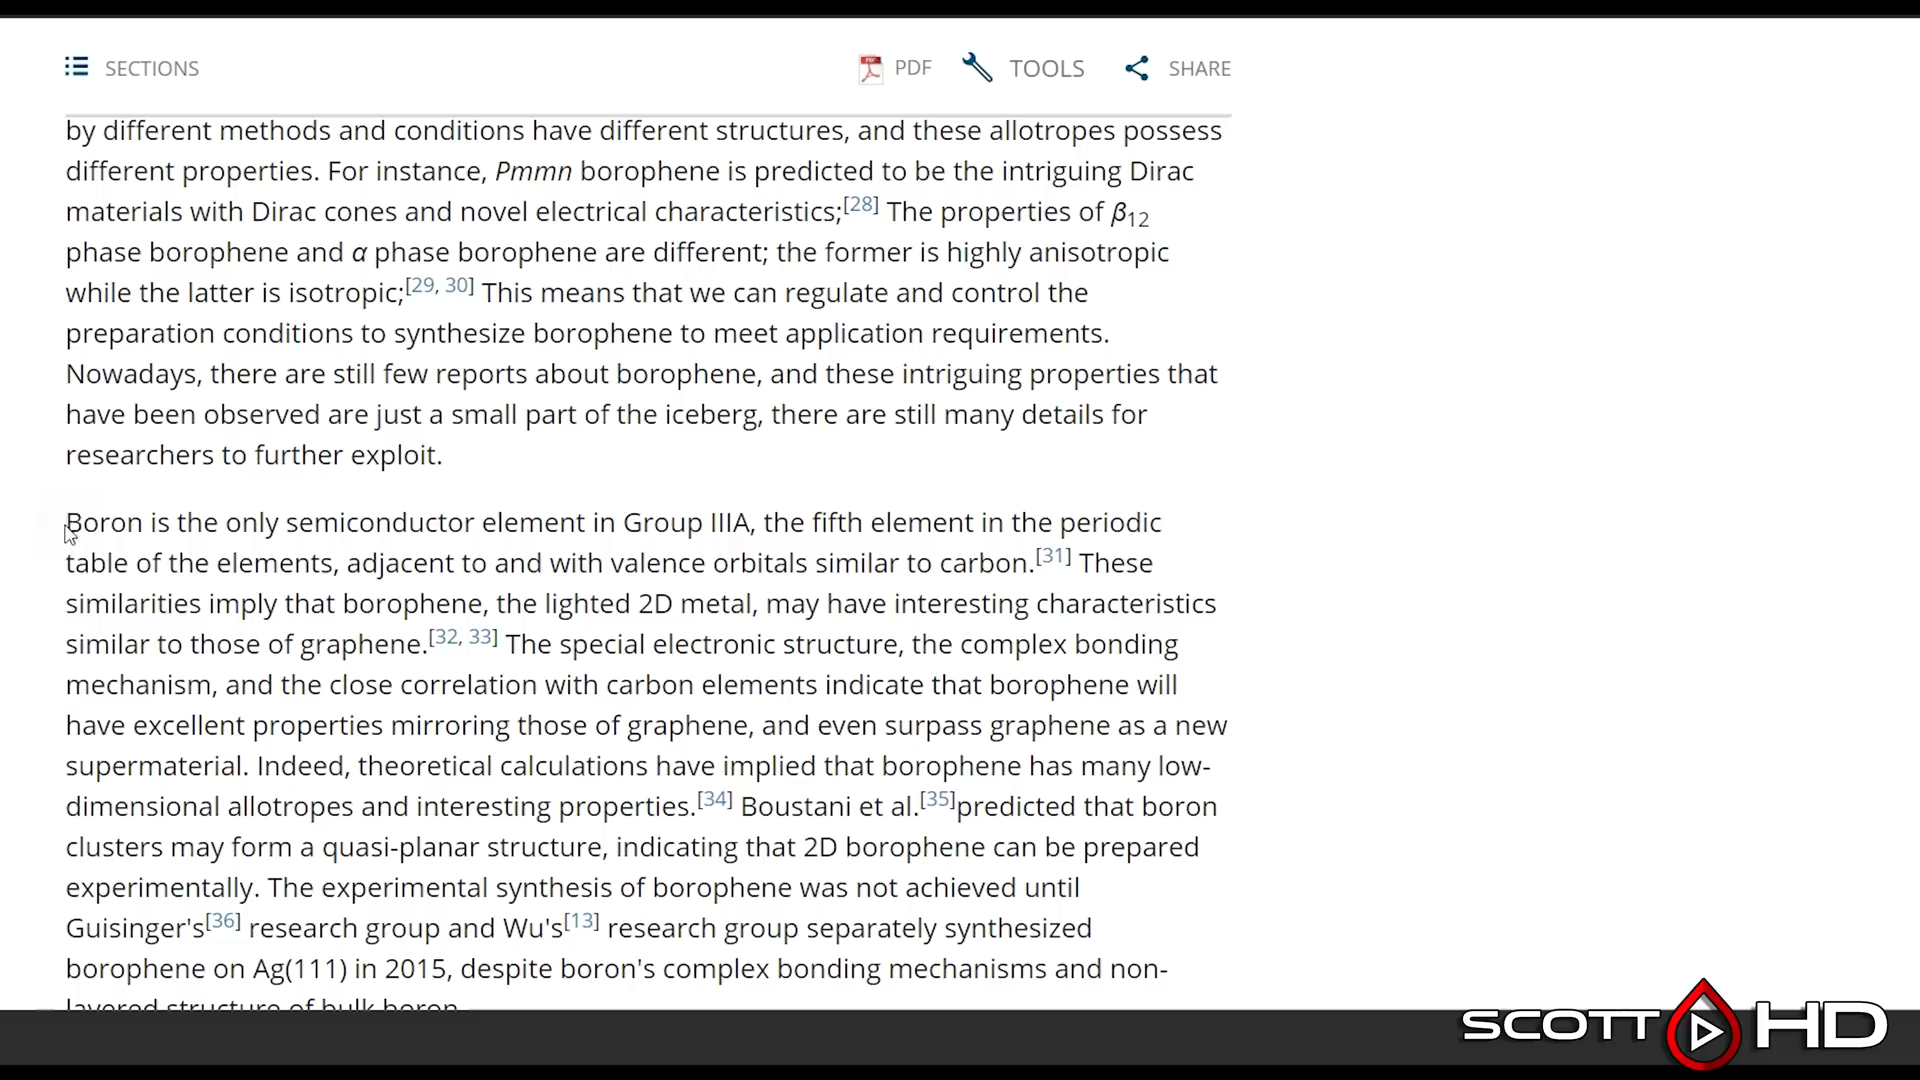 SECTIONS
PDF
TOOLS
SHARE
by different methods and conditions have different structures, and these allotropes possess
different properties. For instance, Pmmn borophene is predicted to be the intriguing Dirac
materials with Dirac cones and novel electrical characteristics;[28] The properties of β12
phase borophene and α phase borophene are different; the former is highly anisotropic
while the latter is isotropic;[29, 30] This means that we can regulate and control the
preparation conditions to synthesize borophene to meet application requirements.
Nowadays, there are still few reports about borophene, and these intriguing properties that
have been observed are just a small part of the iceberg, there are still many details for
researchers to further exploit.
Boron is the only semiconductor element in Group IIIA, the fifth element in the periodic
table of the elements, adjacent to and with valence orbitals similar to carbon.[31] These
similarities imply that borophene, the lighted 2D metal, may have interesting characteristics
similar to those of graphene.[32, 33] The special electronic structure, the complex bonding
mechanism, and the close correlation with carbon elements indicate that borophene will
have excellent properties mirroring those of graphene, and even surpass graphene as a new
supermaterial. Indeed, theoretical calculations have implied that borophene has many low-
dimensional allotropes and interesting properties.[34] Boustani et al.[35]predicted that boron
clusters may form a quasi-planar structure, indicating that 2D borophene can be prepared
experimentally. The experimental synthesis of borophene was not achieved until
Guisinger's[36] research group and Wu's[13] research group separately synthesized
borophene on Ag(111) in 2015, despite boron's complex bonding mechanisms and non-
layered structure of bulk boron.
SCOTT HD